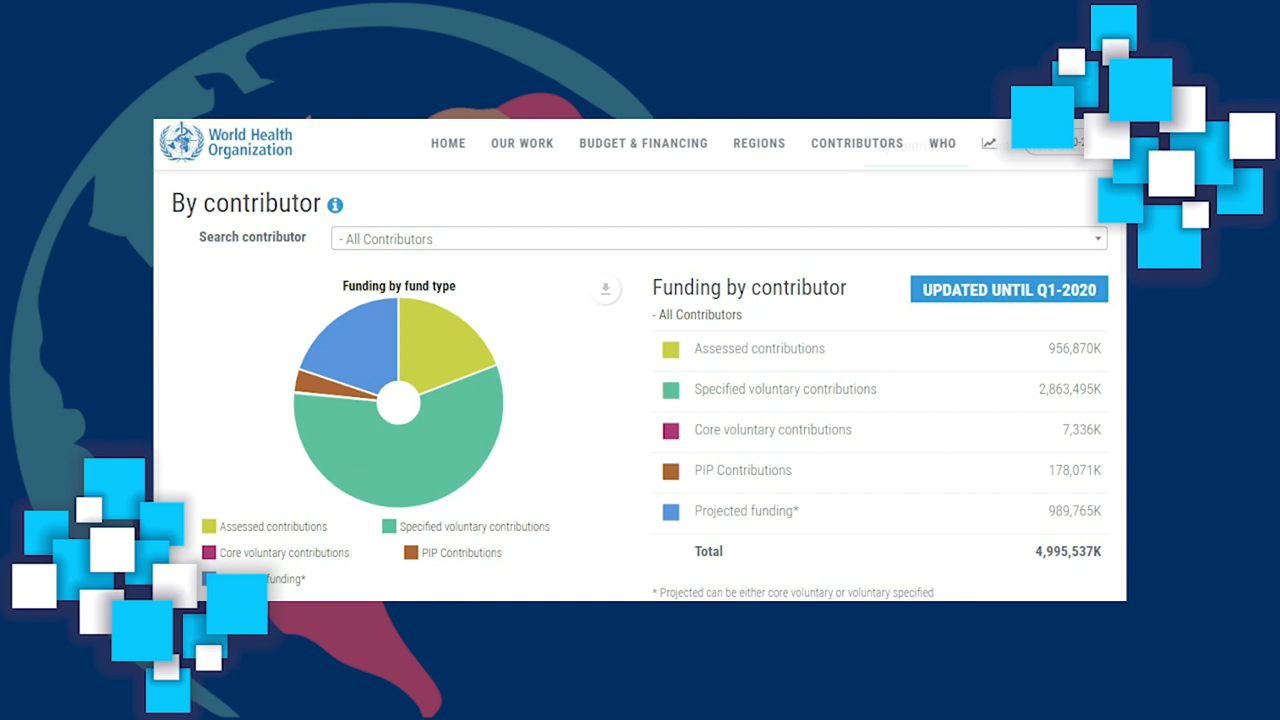 World Health
Organization
HOME OUR WORK BUDGET & FINANCING REGIONS CONTRIBUTORS WHO
By contributor
Search contributor - All Contributors
Funding by fund type
Assessed contributions Specified voluntary contributions
Core voluntary contributions PIP Contributions
funding*
Funding by contributor UPDATED UNTIL Q1-2020
- All Contributors
Assessed contributions 956,870K
Specified voluntary contributions 2,863,495K
Core voluntary contributions 7,336K
PIP Contributions 178,071K
Projected funding* 989,765K
Total 4,995,537K
* Projected can be either core voluntary or voluntary specified